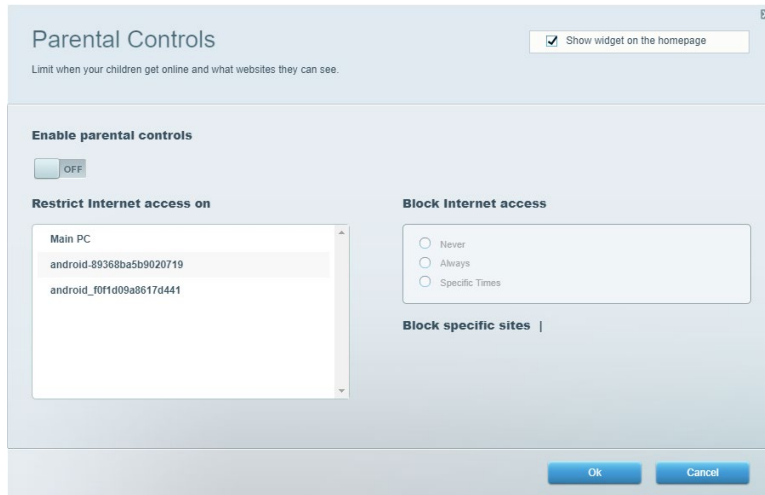 Parental Controls
Show widget on the homepage
Limit when your children get online and what websites they can see.
Enable parental controls
OFF
Restrict Internet access on
Main PC
android-89368ba5b9020719
android_f0f1d09a8617d441
Block Internet access
Never
Always
Specific Times
Block specific sites |
Ok
Cancel